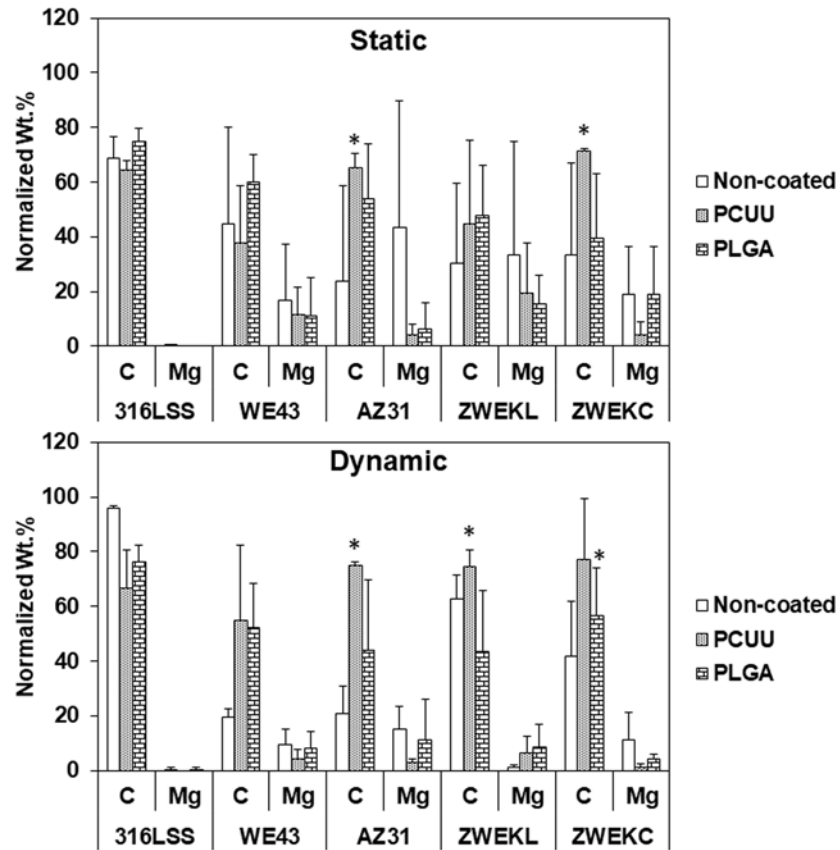 Static
Normalized Wt.%
120
100
80
60
40
20
0
*
*
C Mg C Mg C Mg C Mg C Mg
316LSS WE43 AZ31 ZWEKL ZWEKC
Non-coated
PCUU
PLGA
Dynamic
Normalized Wt.%
120
100
80
60
40
20
0
*
*
*
C Mg C Mg C Mg C Mg C Mg
316LSS WE43 AZ31 ZWEKL ZWEKC
Non-coated
PCUU
PLGA